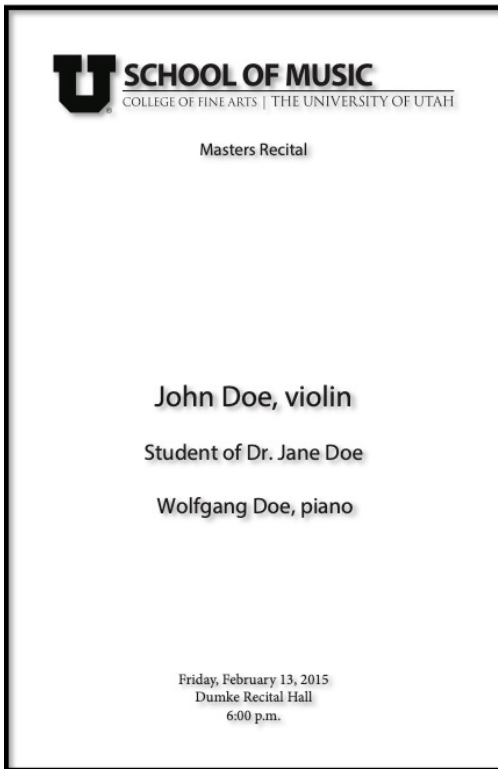 U SCHOOL OF MUSIC
COLLEGE OF FINE ARTS | THE UNIVERSITY OF UTAH
Masters Recital
John Doe, violin
Student of Dr. Jane Doe
Wolfgang Doe, piano
Friday, February 13, 2015
Dumke Recital Hall
6:00 p.m.